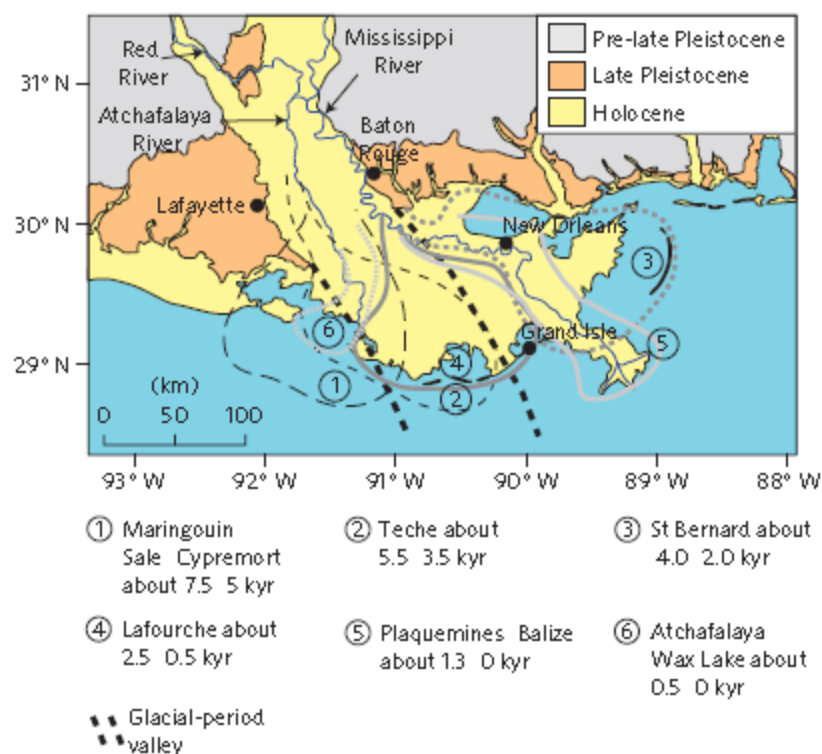 Red
River
Mississippi
River
Pre-late Pleistocene
Late Pleistocene
Holocene
31° N
Atchafalaya
River
Baton
Rouge
Lafayette
30° N
New Orleans
3
6
Grand Isle
5
29° N
4
1
2
(km)
0 50 100
93° W 92° W 91° W 90° W 89° W 88° W
1 Maringouin
Sale Cypremort
about 7.5 5 kyr
2 Teche about
5.5 3.5 kyr
3 St Bernard about
4.0 2.0 kyr
4 Lafourche about
2.5 0.5 kyr
5 Plaquemines Balize
about 1.3 0 kyr
6 Atchafalaya
Wax Lake about
0.5 0 kyr
Glacial-period
valley